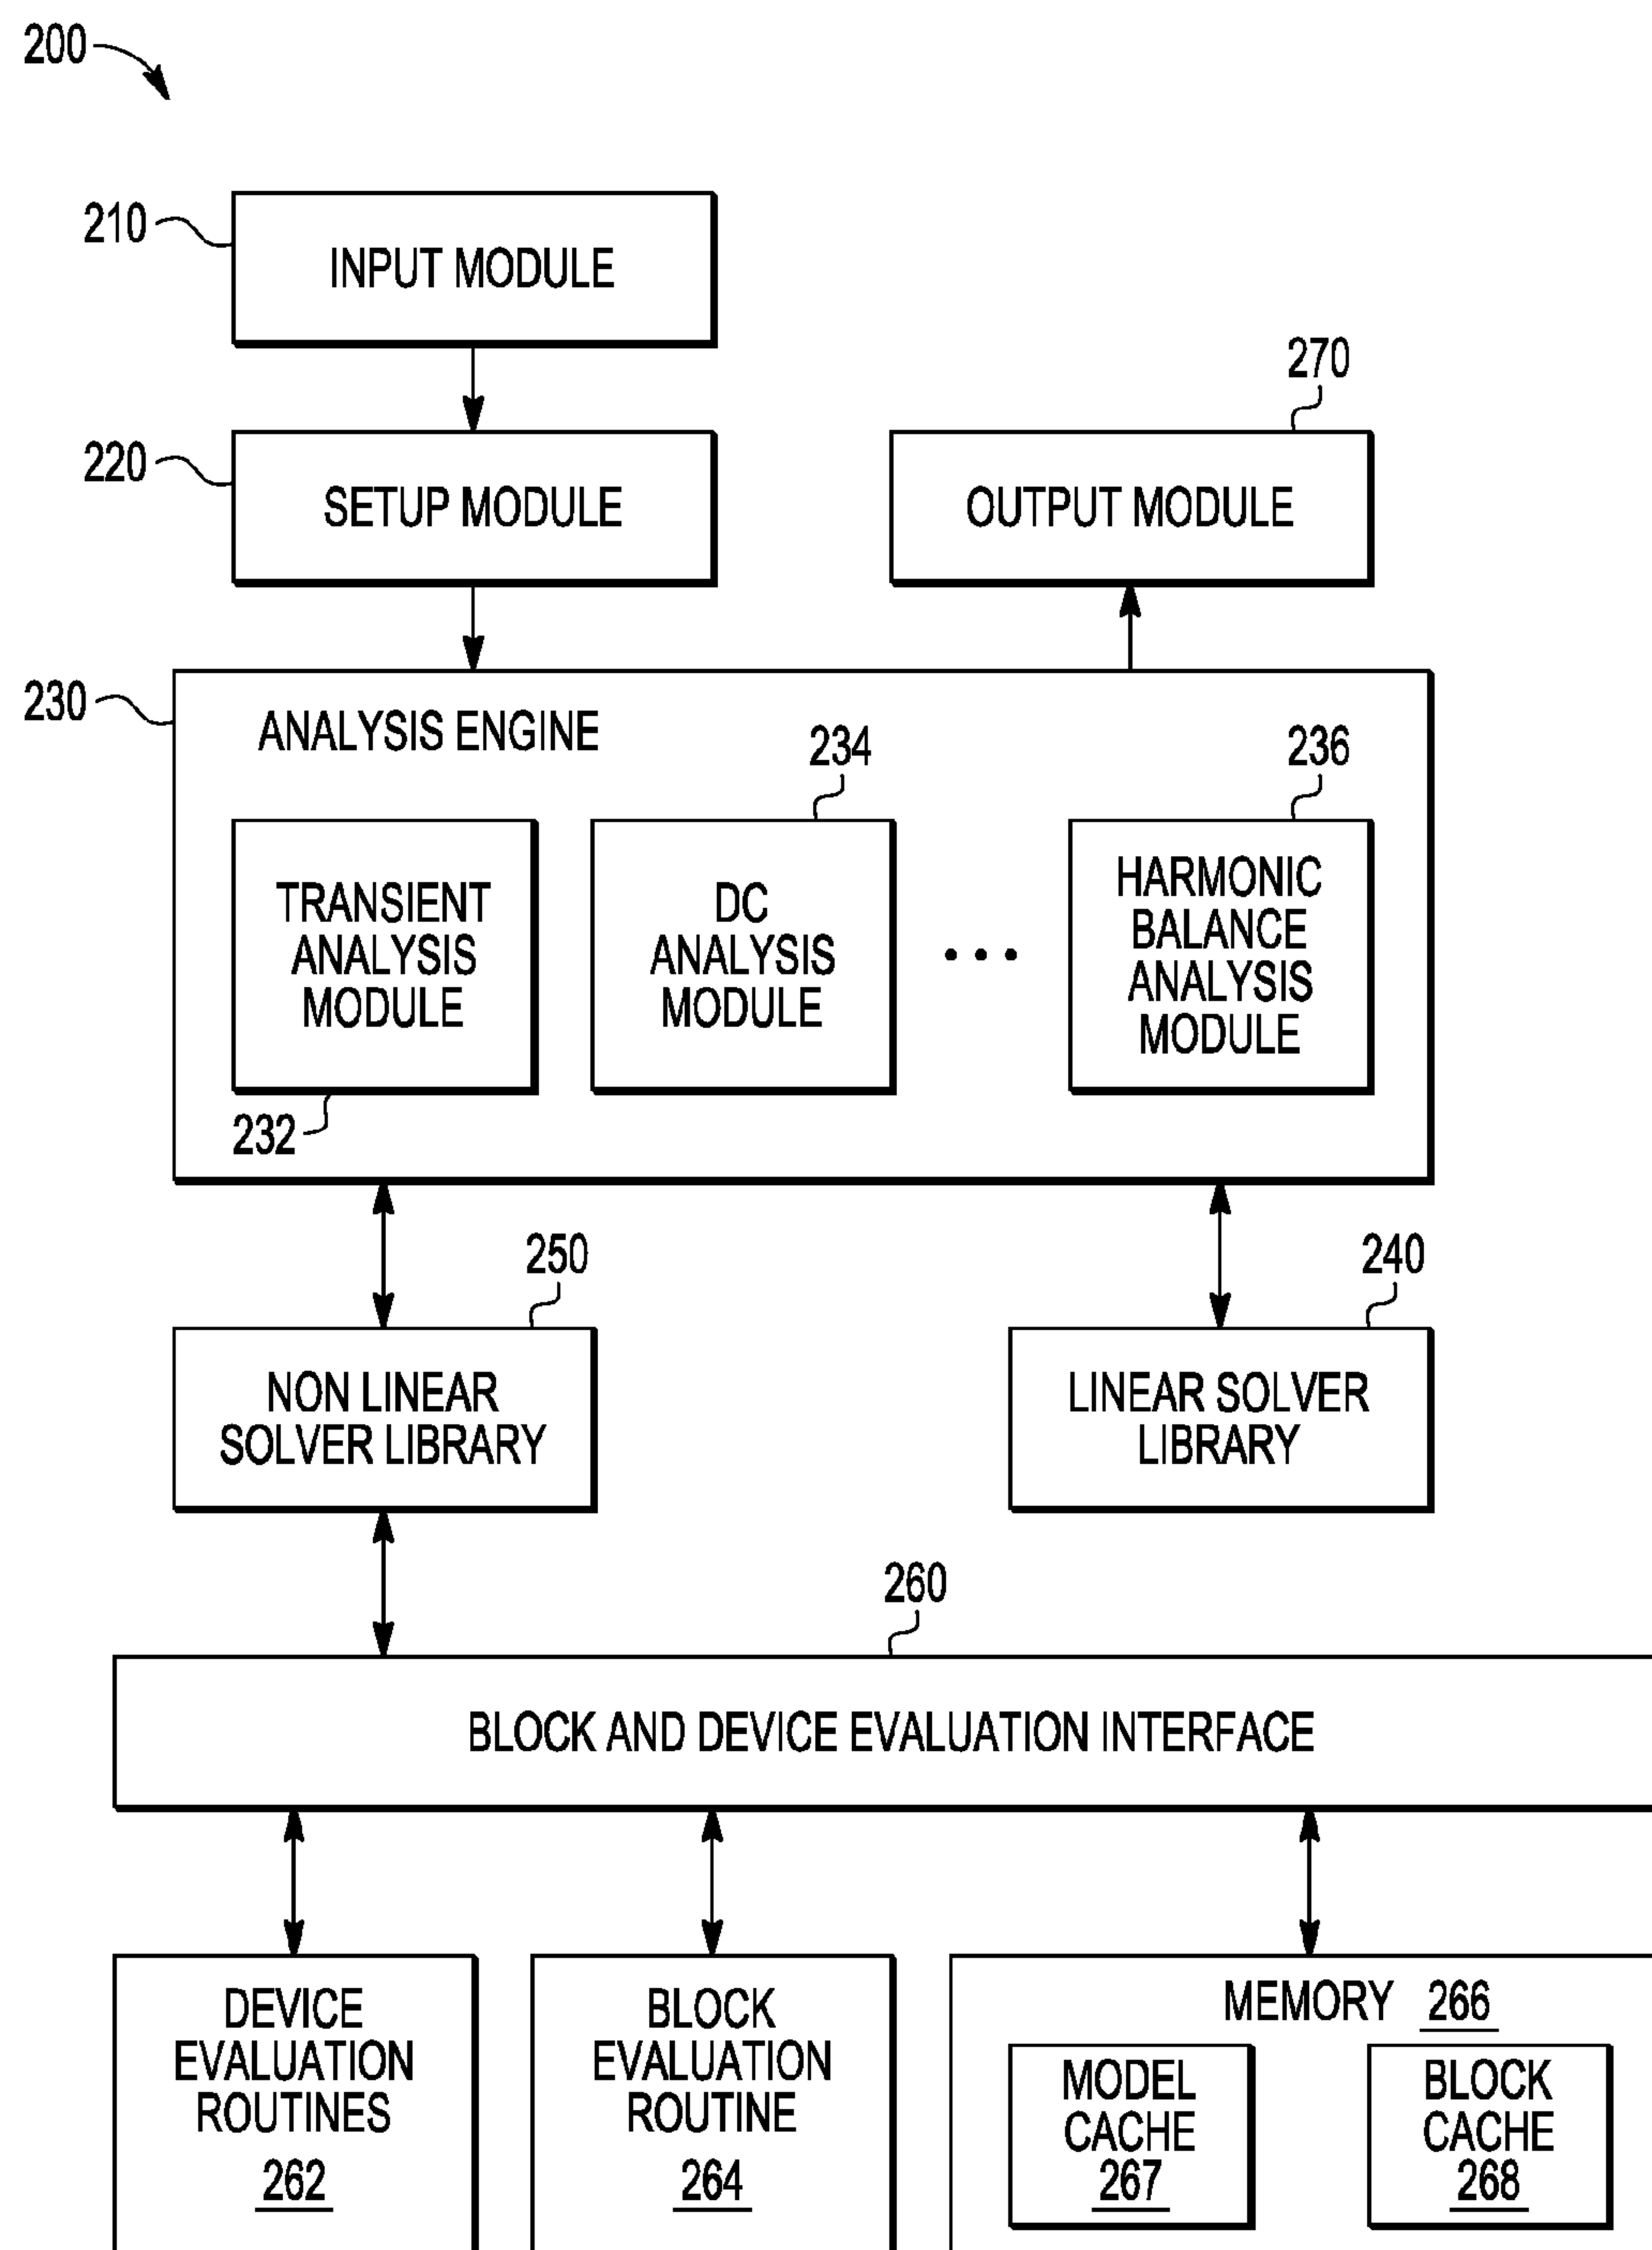 200
210
INPUT MODULE
270
220
SETUP MODULE
OUTPUT MODULE
230
ANALYSIS ENGINE
234
236
TRANSIENT
ANALYSIS
MODULE
232
DC
ANALYSIS
MODULE
HARMONIC
BALANCE
ANALYSIS
MODULE
250
240
NON LINEAR
SOLVER LIBRARY
LINEAR SOLVER
LIBRARY
260
BLOCK AND DEVICE EVALUATION INTERFACE
DEVICE
EVALUATION
ROUTINES
262
BLOCK
EVALUATION
ROUTINE
264
MEMORY 266
MODEL
CACHE
267
BLOCK
CACHE
268